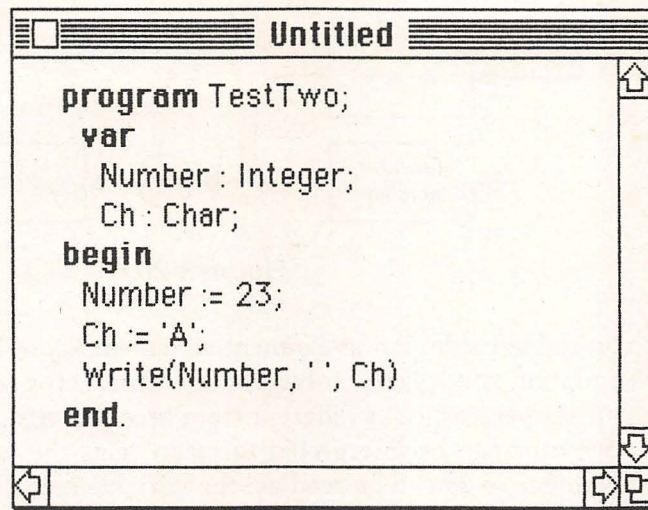 Untitled
program TestTwo;
var
Number : Integer;
Ch : Char;
begin
Number := 23;
Ch := 'A';
Write(Number, ' ', Ch)
end.